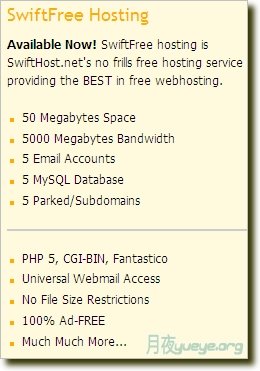 SwiftFree Hosting
Available Now! SwiftFree hosting is
SwiftHost.net's no frills free hosting service
providing the BEST in free webhosting.
50 Megabytes Space
5000 Megabytes Bandwidth
5 Email Accounts
5 MySQL Database
5 Parked/Subdomains
PHP 5, CGI-BIN, Fantastico
Universal Webmail Access
No File Size Restrictions
100% Ad-FREE
Much Much More...
月夜yueye.org